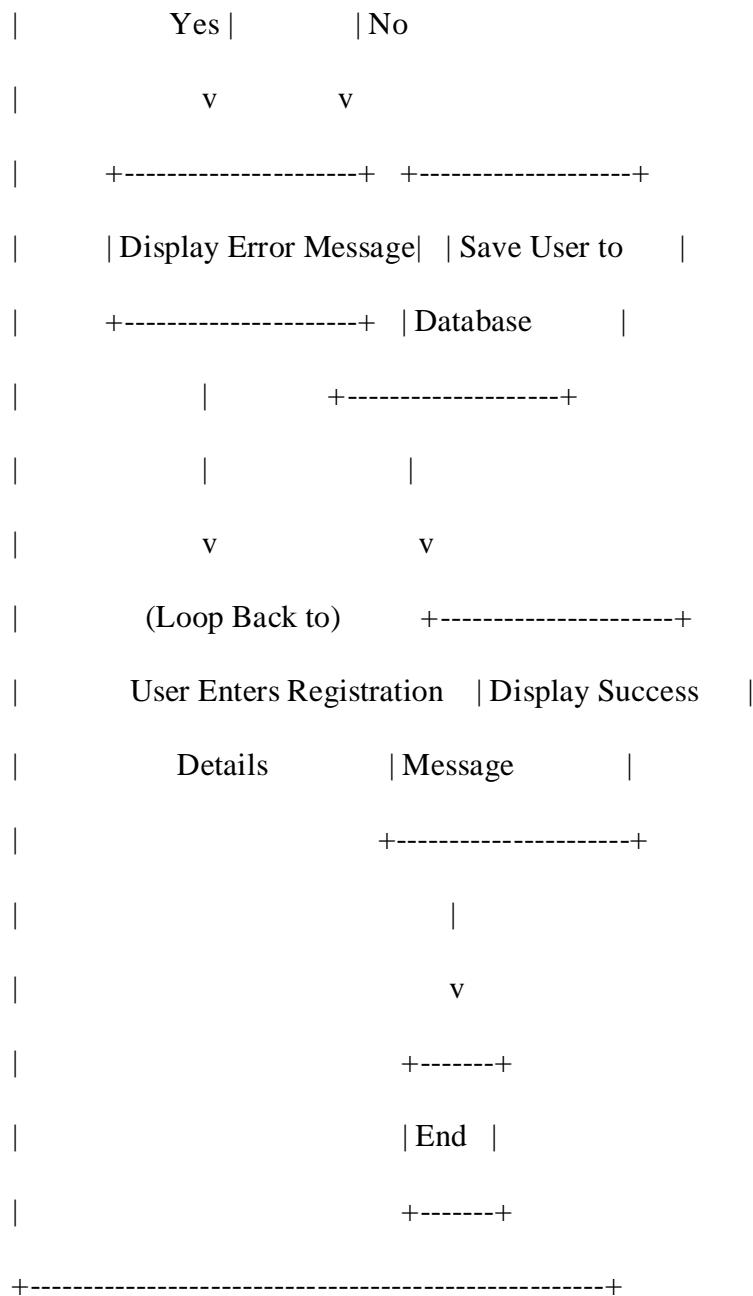 | Yes | | No
| v v
| +----------------------+ +--------------------+
| | Display Error Message| | Save User to |
| +----------------------+ | Database |
| | +--------------------+
| | |
| v v
| (Loop Back to) +----------------------+
| User Enters Registration | Display Success |
| Details | Message |
| +----------------------+
| |
| v
| +-------+
| | End |
| +-------+
+------------------------------------------------------+